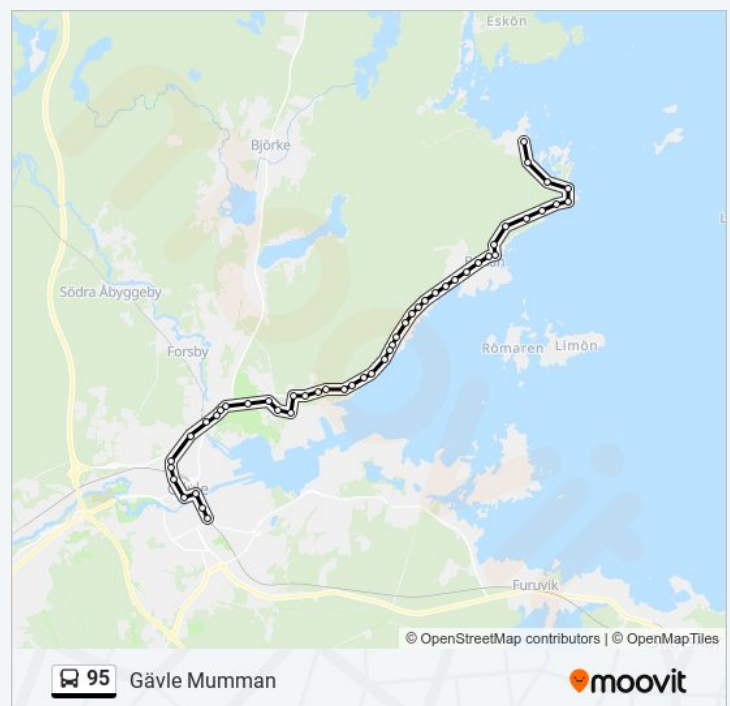 Eskön
Björke
Södra Åbyggeby
Forsby
Römaren Limön
Furuvik
© OpenStreetMap contributors | © OpenMapTiles
95 Gävle Mumman
moovit